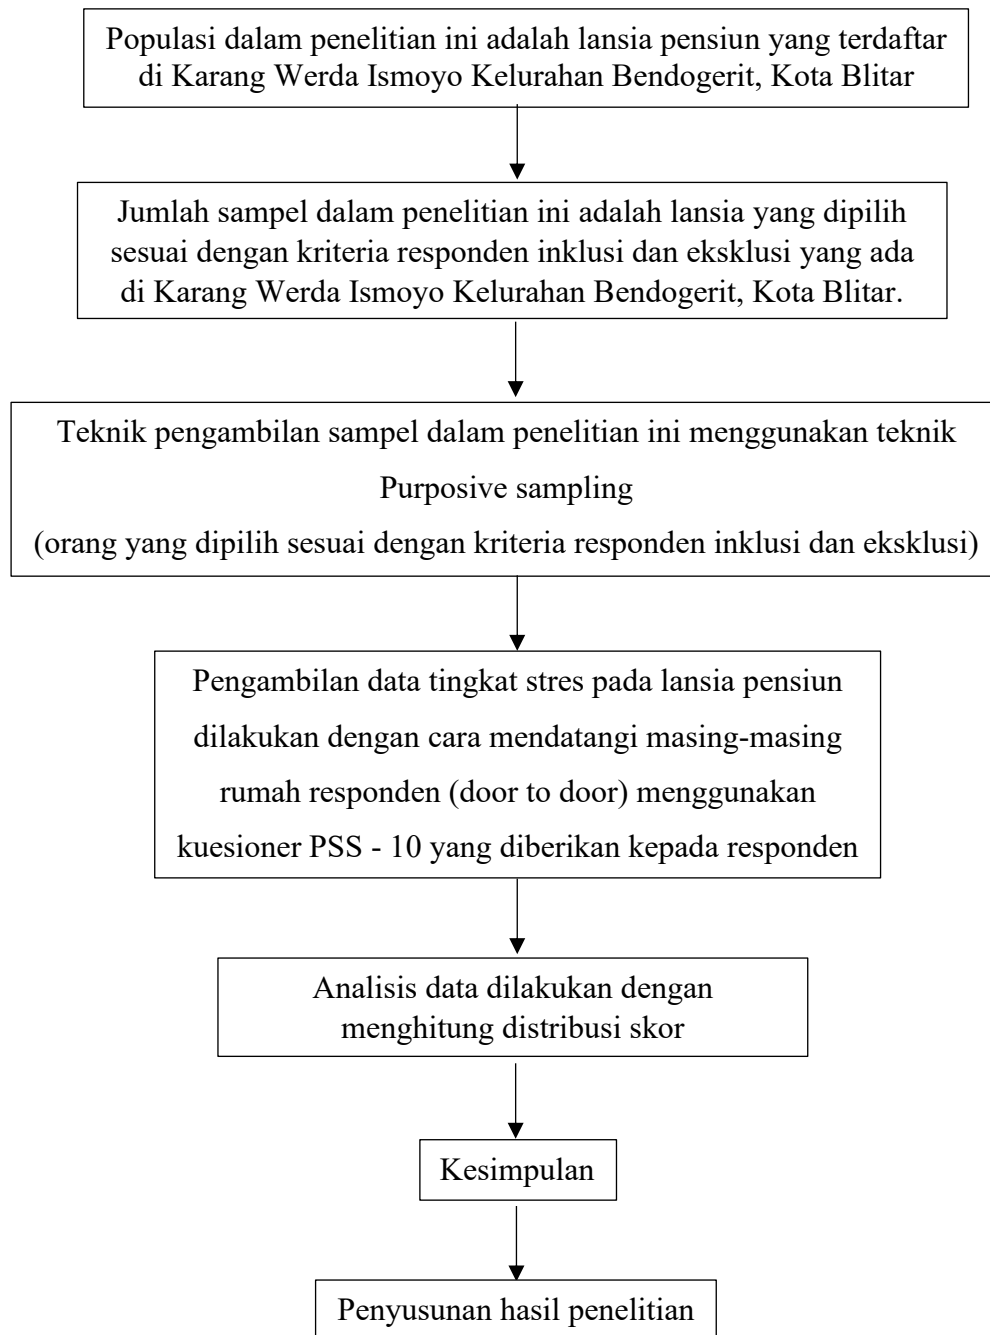 Populasi dalam penelitian ini adalah lansia pensiun yang terdaftar
di Karang Werda Ismoyo Kelurahan Bendogerit, Kota Blitar
Jumlah sampel dalam penelitian ini adalah lansia yang dipilih
sesuai dengan kriteria responden inklusi dan eksklusi yang ada
di Karang Werda Ismoyo Kelurahan Bendogerit, Kota Blitar.
Teknik pengambilan sampel dalam penelitian ini menggunakan teknik
Purposive sampling
(orang yang dipilih sesuai dengan kriteria responden inklusi dan eksklusi)
Pengambilan data tingkat stres pada lansia pensiun
dilakukan dengan cara mendatangi masing-masing
rumah responden (door to door) menggunakan
kuesioner PSS - 10 yang diberikan kepada responden
Analisis data dilakukan dengan
menghitung distribusi skor
Kesimpulan
Penyusunan hasil penelitian